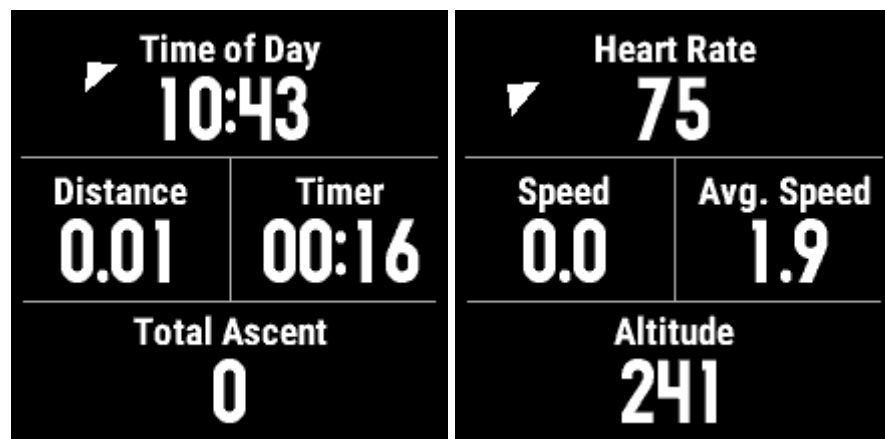 Time of Day
10:43
Distance
0.01
Timer
00:16
Total Ascent
0
Heart Rate
75
Speed
0.0
Avg. Speed
1.9
Altitude
241